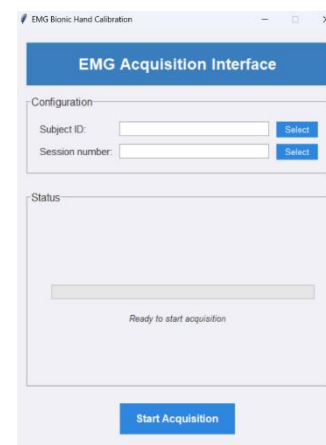 EMG Bionic Hand Calibration
EMG Acquisition Interface
Configuration
Subject ID: Select
Session number: Select
Status
Ready to start acquisition
Start Acquisition